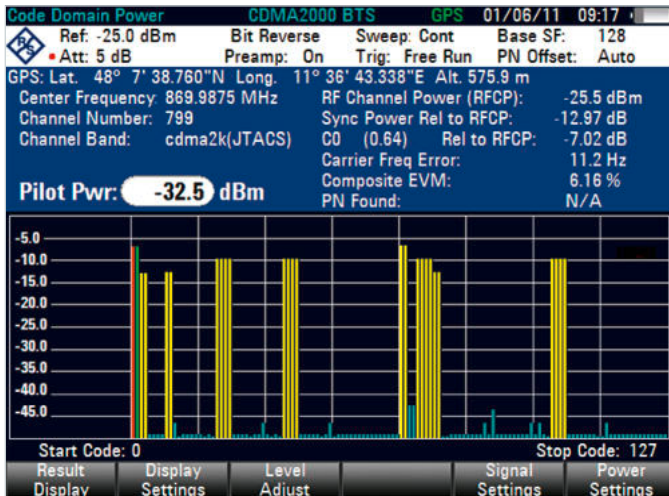 Code Domain Power CDMA2000 BTS GPS 01/06/11 09:17
Ref: -25.0 dBm Bit Reverse Sweep: Cont Base SF: 128
Att: 5 dB Preamp: On Trig: Free Run PN Offset: Auto
GPS: Lat. 48° 7' 38.760"N Long. 11° 36' 43.338"E Alt. 575.9 m
Center Frequency: 869.9875 MHz RF Channel Power (RFCP): -25.5 dBm
Channel Number: 799 Sync Power Rel to RFCP: -12.97 dB
Channel Band: cdma2k(JTACS) C0 (0.64) Rel to RFCP: -7.02 dB
Carrier Freq Error: 11.2 Hz
Composite EVM: 6.16 %
Pilot Pwr: -32.5 dBm
PN Found: N/A
-5.0
-10.0
-15.0
-20.0
-25.0
-30.0
-35.0
-40.0
-45.0
Start Code: 0 Stop Code: 127
Result Display Level Signal Power
Display Settings Adjust Settings Settings